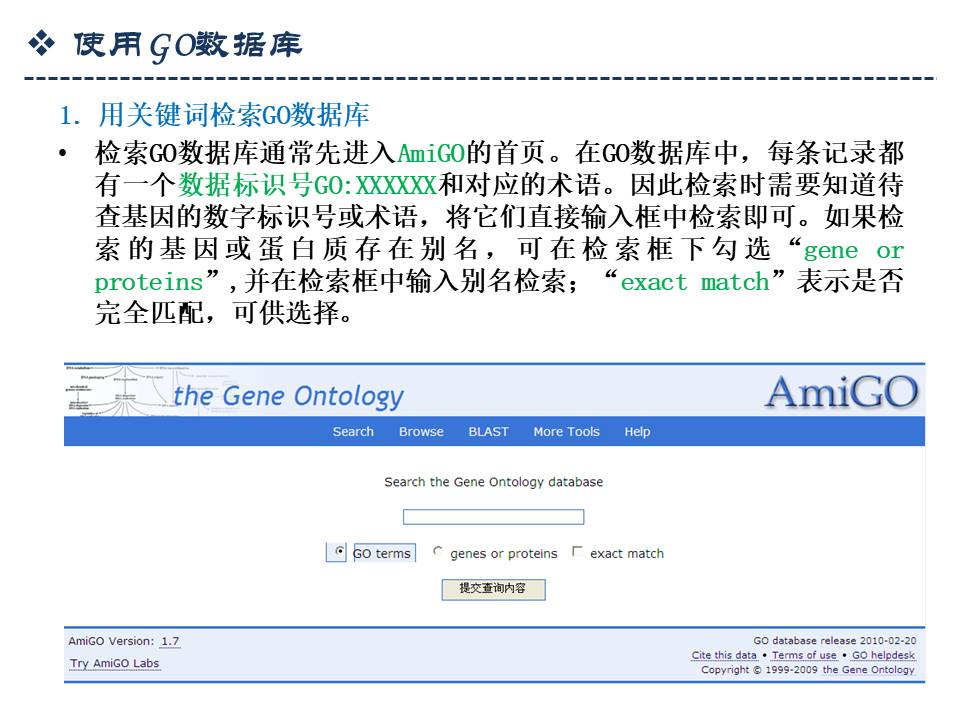 ❖ 使用GO数据库
1. 用关键词检索GO数据库
• 检索GO数据库通常先进入AmiGO的首页。在GO数据库中，每条记录都
有一个数据标识号GO:XXXXXX和对应的术语。因此检索时需要知道待
查基因的数字标识号或术语，将它们直接输入框中检索即可。如果检
索的基因或蛋白质存在别名，可在检索框下勾选“gene or
proteins”,并在检索框中输入别名检索；“exact match”表示是否
完全匹配，可供选择。
the Gene Ontology
AmiGO
Search Browse BLAST More Tools Help
Search the Gene Ontology database
GO terms genes or proteins exact match
提交查询内容
AmiGO Version: 1.7
Try AmiGO Labs
GO database release 2010-02-20
Cite this data • Terms of use • GO helpdesk
Copyright © 1999-2009 the Gene Ontology